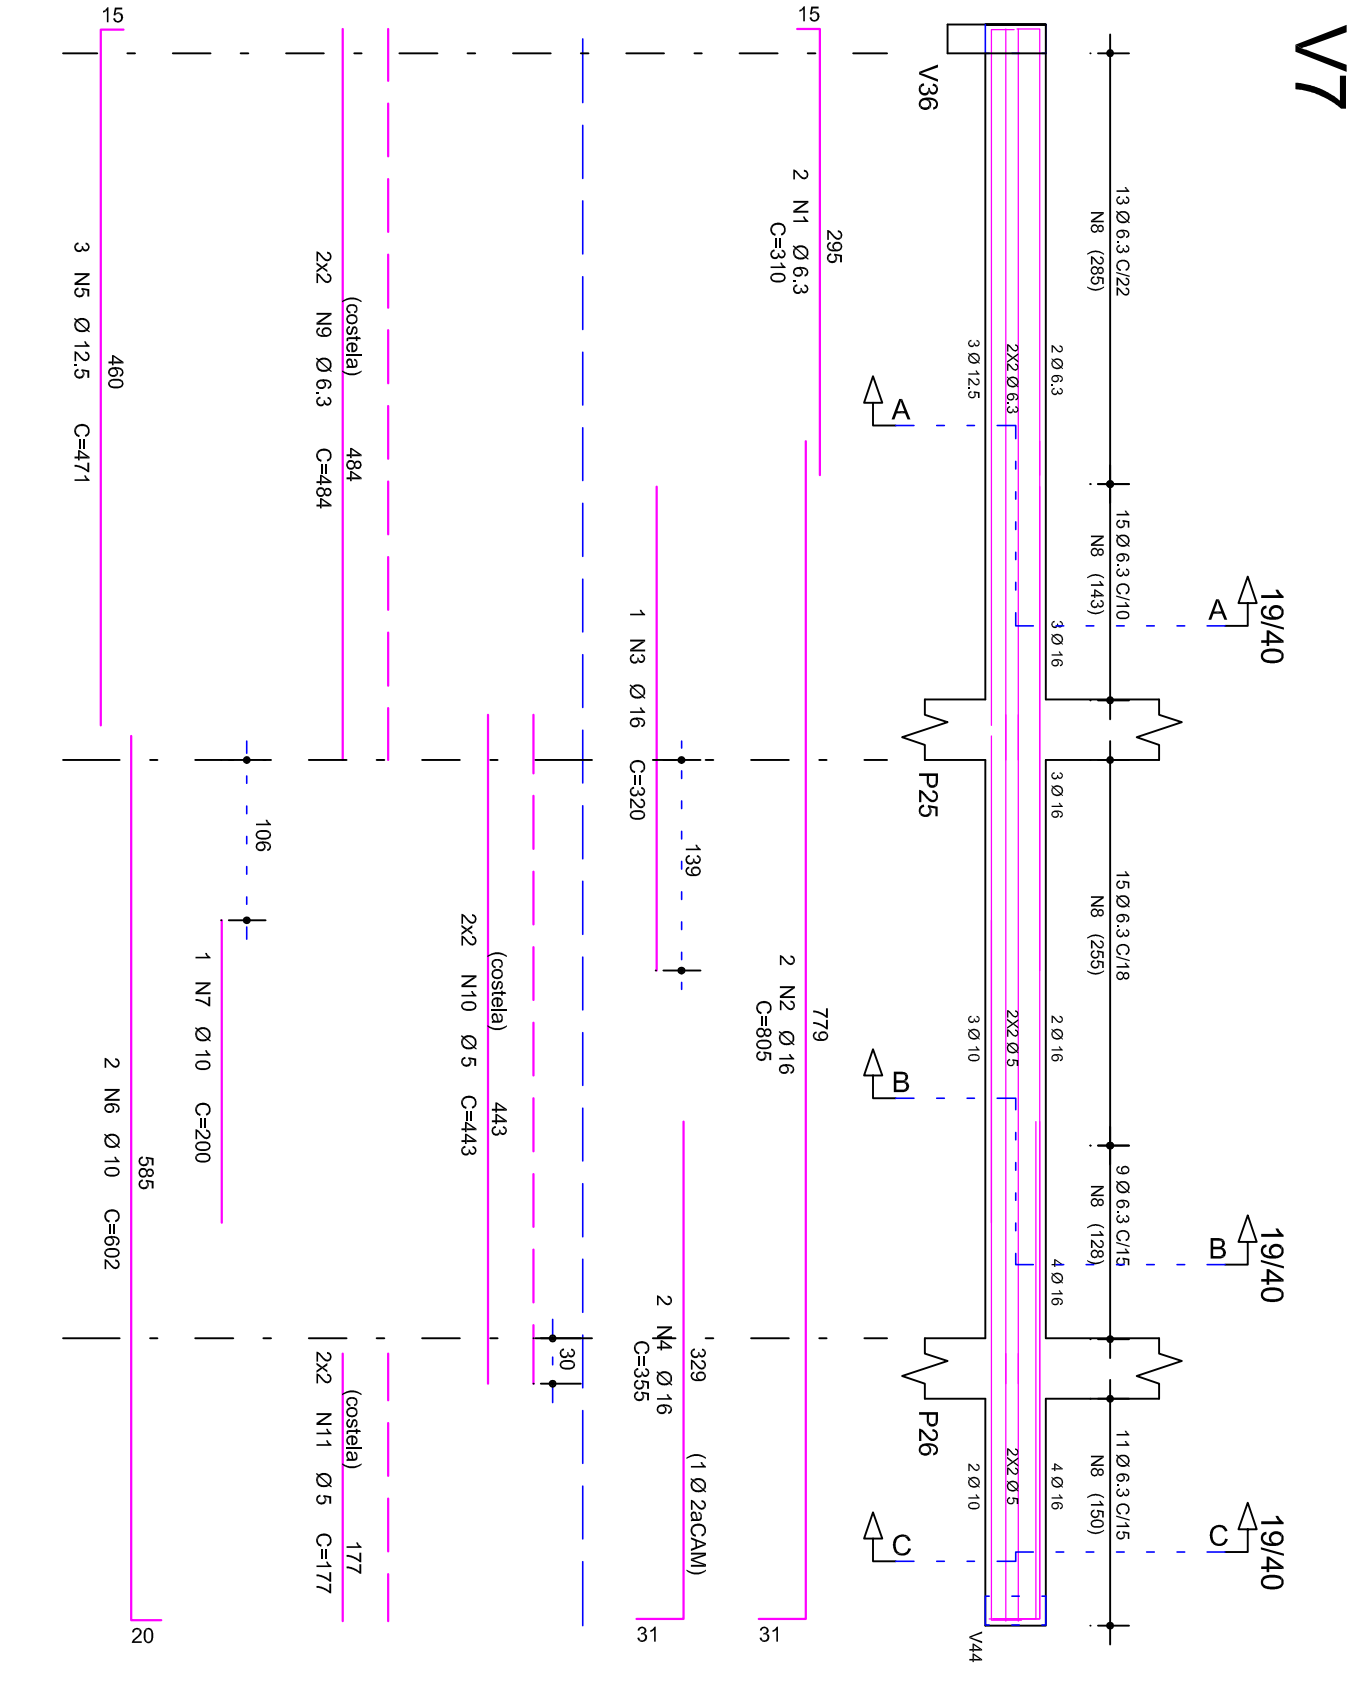 V7
19/40
19/40
19/40
A
B
C
13 Ø 6.3 C/22
N8 (285)
15 Ø 6.3 C/10
N8 (143)
15 Ø 6.3 C/18
N8 (255)
9 Ø 6.3 C/15
N8 (128)
11 Ø 6.3 C/15
N8 (150)
2 Ø 6.3
3 Ø 16
3 Ø 16
2 Ø 16
4 Ø 16
4 Ø 16
2X2 Ø 6.3
2X2 Ø 5
2X2 Ø 5
3 Ø 12.5
3 Ø 10
2 Ø 10
V44
V36
P25
P26
A
B
C
15
295
2 N1 Ø 6.3
C=310
779
2 N2 Ø 16
C=805
31
139
1 N3 Ø 16 C=320
329
(1 Ø 2aCAM)
2 N4 Ø 16
C=355
31
30
(costela)
443
2x2 N10 Ø 5 C=443
(costela)
484
2x2 N9 Ø 6.3 C=484
(costela)
177
2x2 N11 Ø 5 C=177
106
1 N7 Ø 10 C=200
585
2 N6 Ø 10 C=602
20
15
460
3 N5 Ø 12.5 C=471